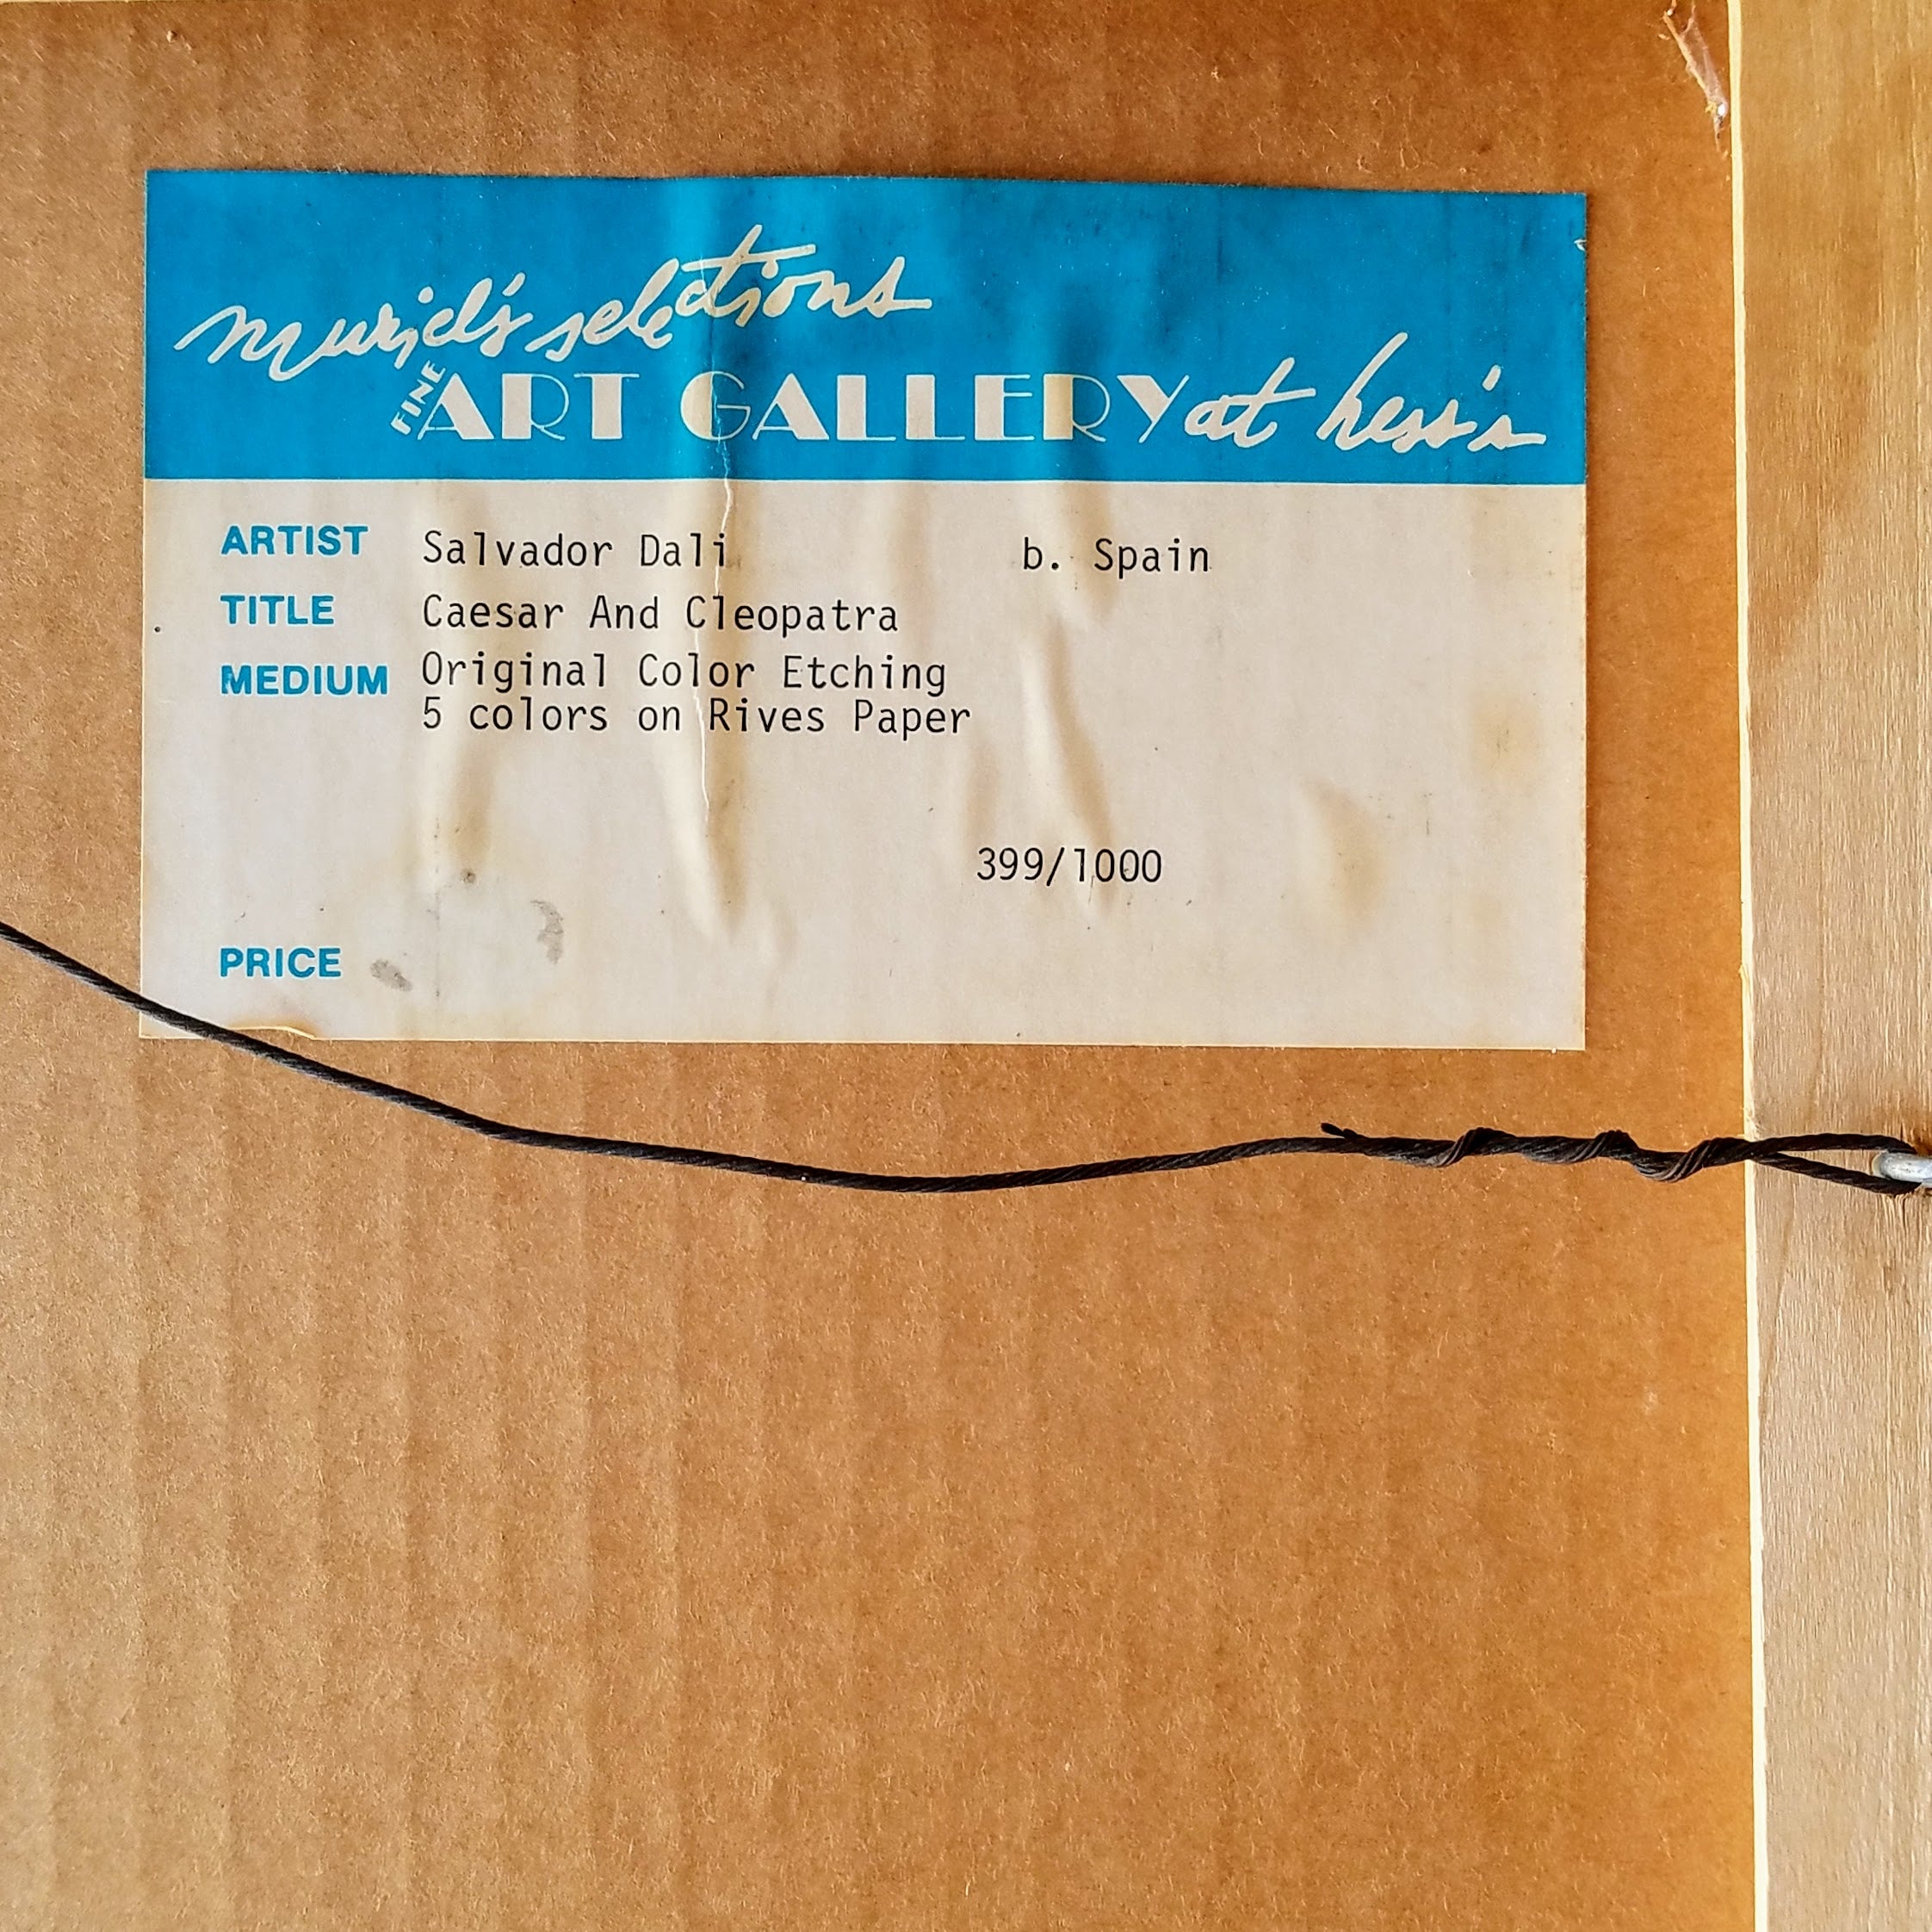 muriel's selections
FINE ART GALLERY at hess's
ARTIST Salvador Dali b. Spain
TITLE Caesar And Cleopatra
MEDIUM Original Color Etching
5 colors on Rives Paper
399/1000
PRICE